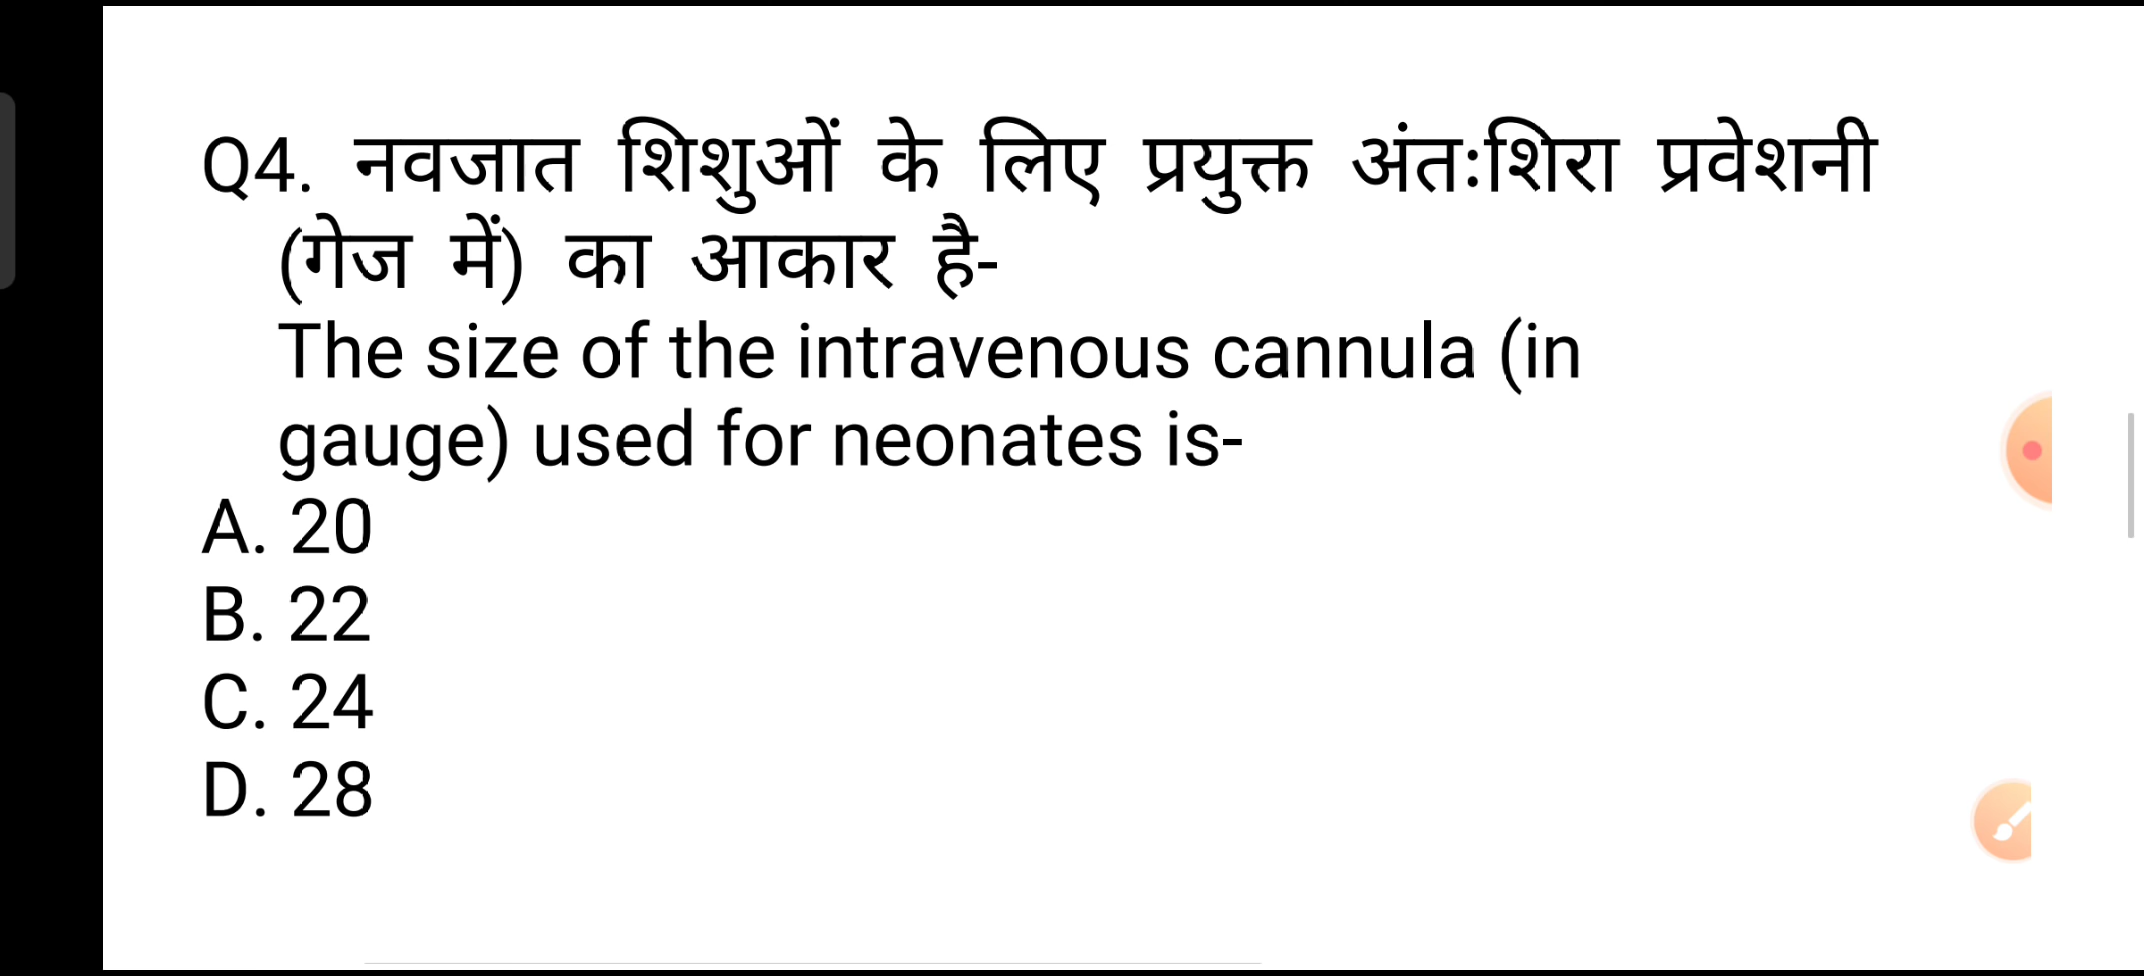 Q4. नवजात शिशुओं के लिए प्रयुक्त अंतःशिरा प्रवेशनी
(गेज में) का आकार है-
The size of the intravenous cannula (in
gauge) used for neonates is-
A. 20
B. 22
C. 24
D. 28